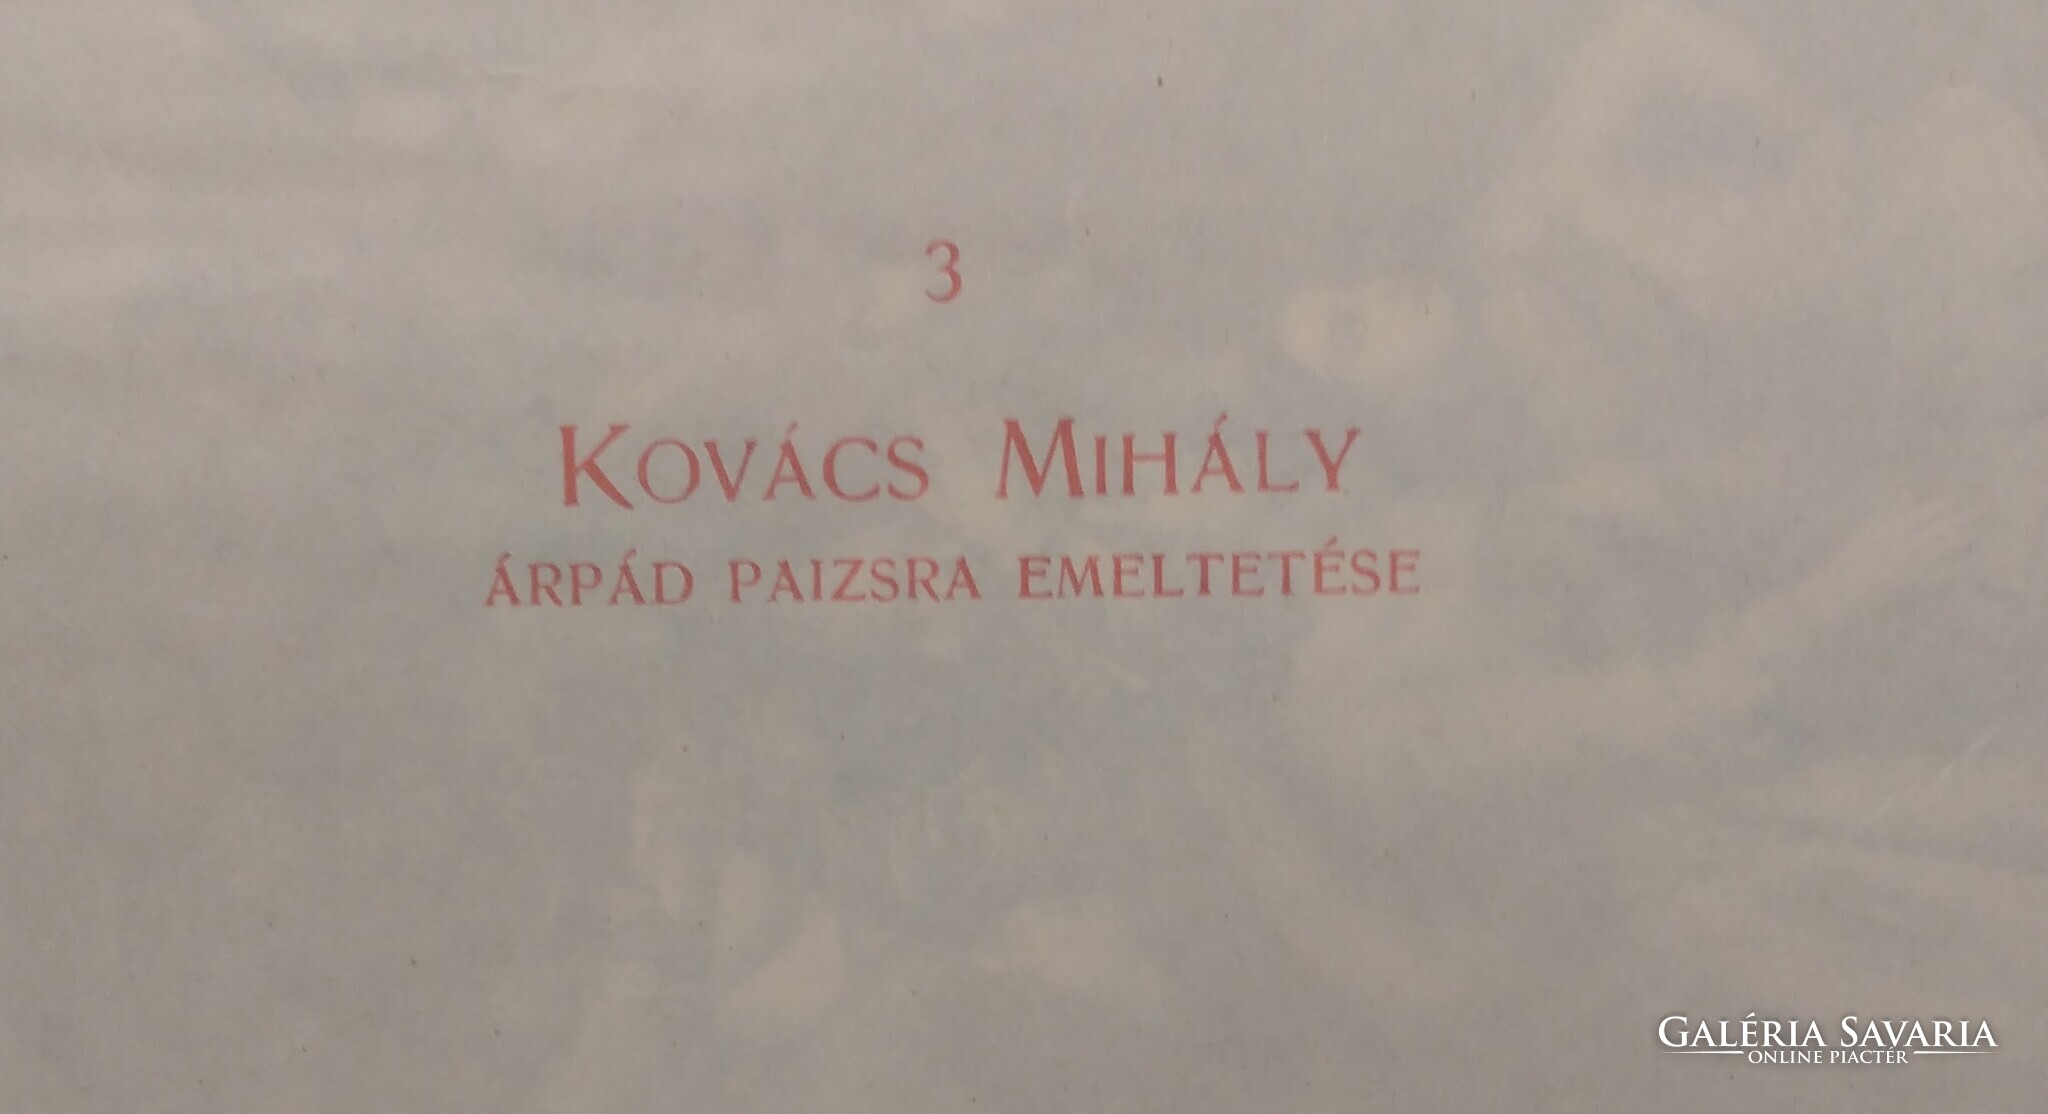 3
KOVÁCS MIHÁLY
ÁRPÁD PAIZSRA EMELTETÉSE
GALÉRIA SAVARIA
ONLINE PIACTÉR